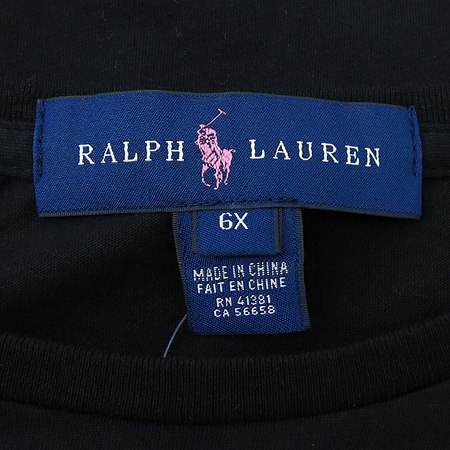 RALPH LAUREN
6X
MADE IN CHINA
FAIT EN CHINE
RN 41381
CA 56658